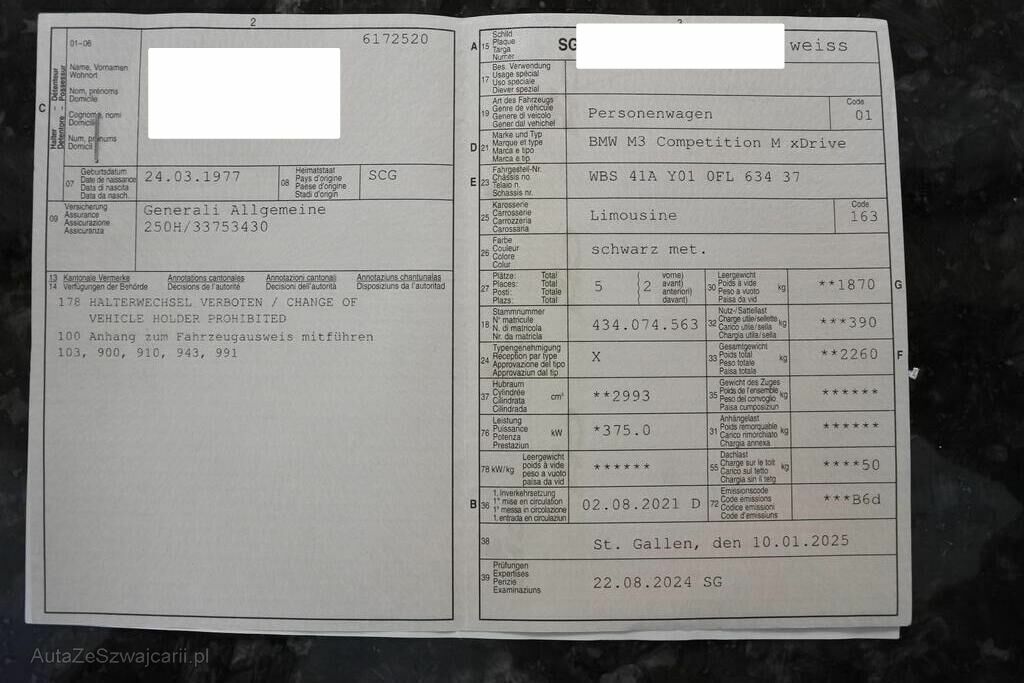 2
01-06
6172520
Name, Vornamen
Wohnort
Nom, prénoms
Domicile
Cognome, nomi
Domicilio
Num, prenums
Domicil
C
Halter – Détenteur
Detentore – Possessur
07
Geburtsdatum
Date de naissance
Data di nascita
Data da nasch.
24.03.1977
08
Heimatstaat
Pays d'origine
Paese d'origine
Stadi d'origin
SCG
09
Versicherung
Assurance
Assicurazione
Assicuranza
Generali Allgemeine
250H/33753430
13 Kantonale Vermerke Annotations cantonales Annotazioni cantonali Annotaziuns chantunalas
14 Verfügungen der Behörde Décisions de l'autorité Decisioni dell'autorità Disposiziuns da l'autoritad
178 HALTERWECHSEL VERBOTEN / CHANGE OF
VEHICLE HOLDER PROHIBITED
100 Anhang zum Fahrzeugausweis mitführen
103, 900, 910, 943, 991
3
A 15
Schild
Plaque
Targa
Numer
SG weiss
17
Bes. Verwendung
Usage spécial
Uso speciale
Diever spezial
19
Art des Fahrzeugs
Genre de véhicule
Genere di veicolo
Gener dal vehichel
Personenwagen
Code
01
D 21
Marke und Typ
Marque et type
Marca e tipo
Marca e tip
BMW M3 Competition M xDrive
E 23
Fahrgestell-Nr.
Châssis no
Telaio n.
Schassis nr.
WBS 41A Y01 0FL 634 37
25
Karosserie
Carrosserie
Carrozzeria
Carossaria
Limousine
Code
163
26
Farbe
Couleur
Colore
Colur
schwarz met.
27
Plätze: Total
Places: Total
Posti: Totale
Plazs: Total
5 { 2
vorne)
avant)
anteriori)
davant)
30
Leergewicht
Poids à vide
Peso a vuoto
Paisa da vid
kg
**1870
G
18
Stammnummer
N° matricule
N. di matricola
Nr. da matricla
434.074.563
32
Nutz-/Sattellast
Charge utile/sellette
Carico utile/sella
Chargia utila/sella
kg
***390
24
Typengenehmigung
Réception par type
Approvazione del tipo
Approvaziun dal tip
X
33
Gesamtgewicht
Poids total
Peso totale
Paisa totala
kg
**2260
F
37
Hubraum
Cylindrée
Cilindrata
Cilindrada
cm³
**2993
35
Gewicht des Zuges
Poids de l'ensemble
Peso del convoglio
Paisa cumposiziun
kg
******
76
Leistung
Puissance
Potenza
Prestaziun
kW
*375.0
31
Anhängelast
Poids remorquable
Carico rimorchiato
Chargia annexa
kg
******
78 kW/kg
Leergewicht
poids à vide
peso a vuoto
paisa da vid
******
55
Dachlast
Charge sur le toit
Carico sul tetto
Chargia sin il tetg
kg
****50
B 36
1. Inverkehrsetzung
1re mise en circulation
1a messa in circolazione
1. entrada en circulaziun
02.08.2021 D
72
Emissionscode
Code émissions
Codice emissioni
Code d'emissiuns
***B6d
38
St. Gallen, den 10.01.2025
39
Prüfungen
Expertises
Perizie
Examinaziuns
22.08.2024 SG
AutaZeSzwajcarii.pl